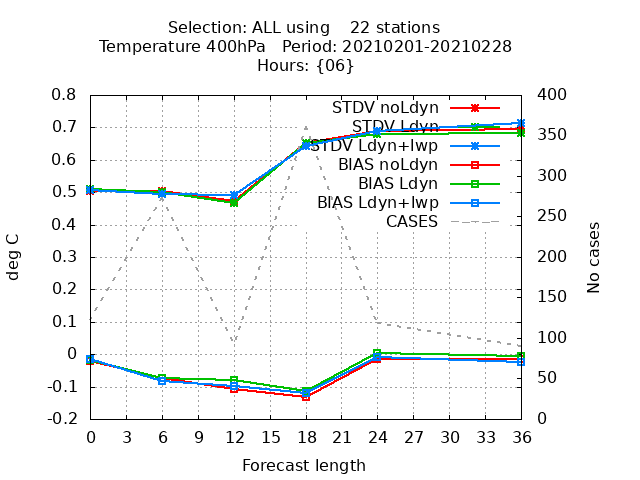 Selection: ALL using    22 stations
Temperature 400hPa   Period: 20210201-20210228
Hours: {06}
0.8
0.7
0.6
0.5
0.4
0.3
0.2
0.1
0
-0.1
-0.2
deg C
STDV noLdyn
STDV Ldyn
STDV Ldyn+lwp
BIAS noLdyn
BIAS Ldyn
BIAS Ldyn+lwp
CASES
400
350
300
250
200
150
100
50
0
No cases
0 3 6 9 12 15 18 21 24 27 30 33 36
Forecast length